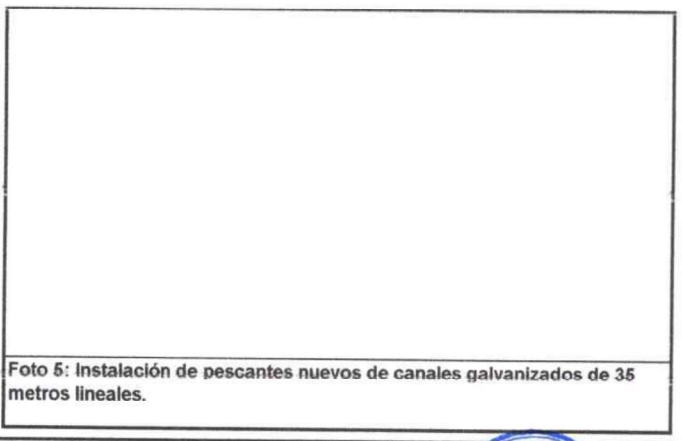 Foto 5: Instalación de pescantes nuevos de canales galvanizados de 35
metros lineales.